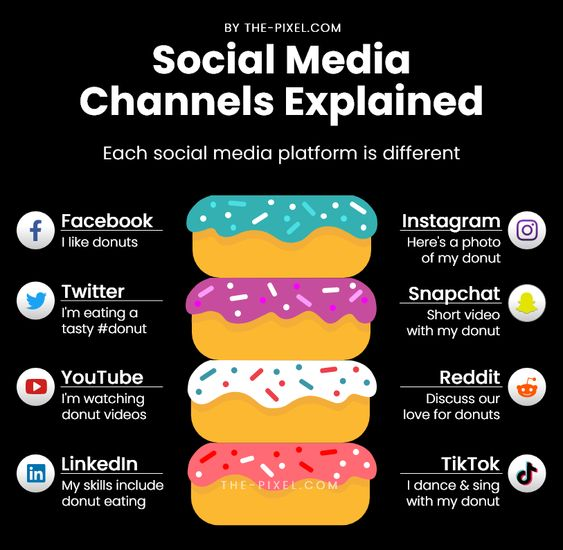 BY THE-PIXEL.COM
Social Media
Channels Explained
Each social media platform is different
Facebook
I like donuts
Twitter
I'm eating a
tasty #donut
YouTube
I'm watching
donut videos
LinkedIn
My skills include
donut eating
Instagram
Here's a photo
of my donut
Snapchat
Short video
with my donut
Reddit
Discuss our
love for donuts
TikTok
I dance & sing
with my donut
THE-PIXEL.COM